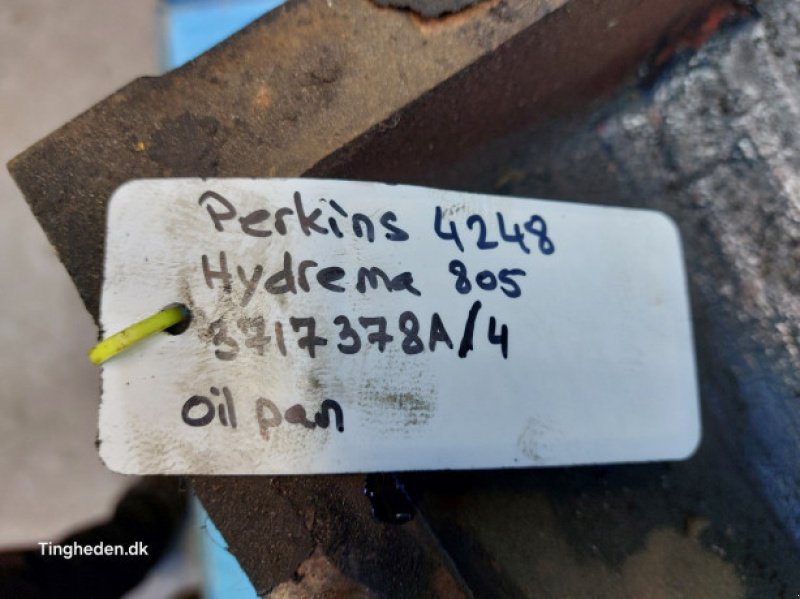 Perkins 4248
Hydrema 805
3717378A/4
oil pan
Tingheden.dk